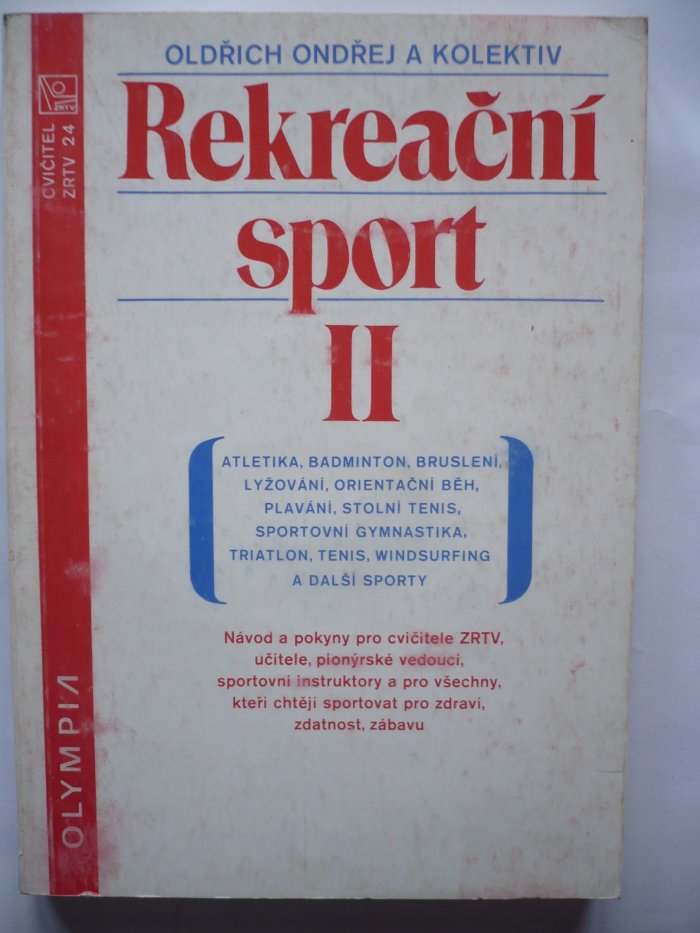 OLDŘICH ONDŘEJ A KOLEKTIV
Rekreační
sport
II
ATLETIKA, BADMINTON, BRUSLENÍ,
LYŽOVÁNÍ, ORIENTAČNÍ BĚH,
PLAVÁNÍ, STOLNÍ TENIS,
SPORTOVNÍ GYMNASTIKA,
TRIATLON, TENIS, WINDSURFING
A DALŠÍ SPORTY
Návod a pokyny pro cvičitele ZRTV,
učitele, pionýrské vedoucí,
sportovní instruktory a pro všechny,
kteří chtějí sportovat pro zdraví,
zdatnost, zábavu
CVIČITEL
ZRTV 24
ZRTV
OLYMPIA